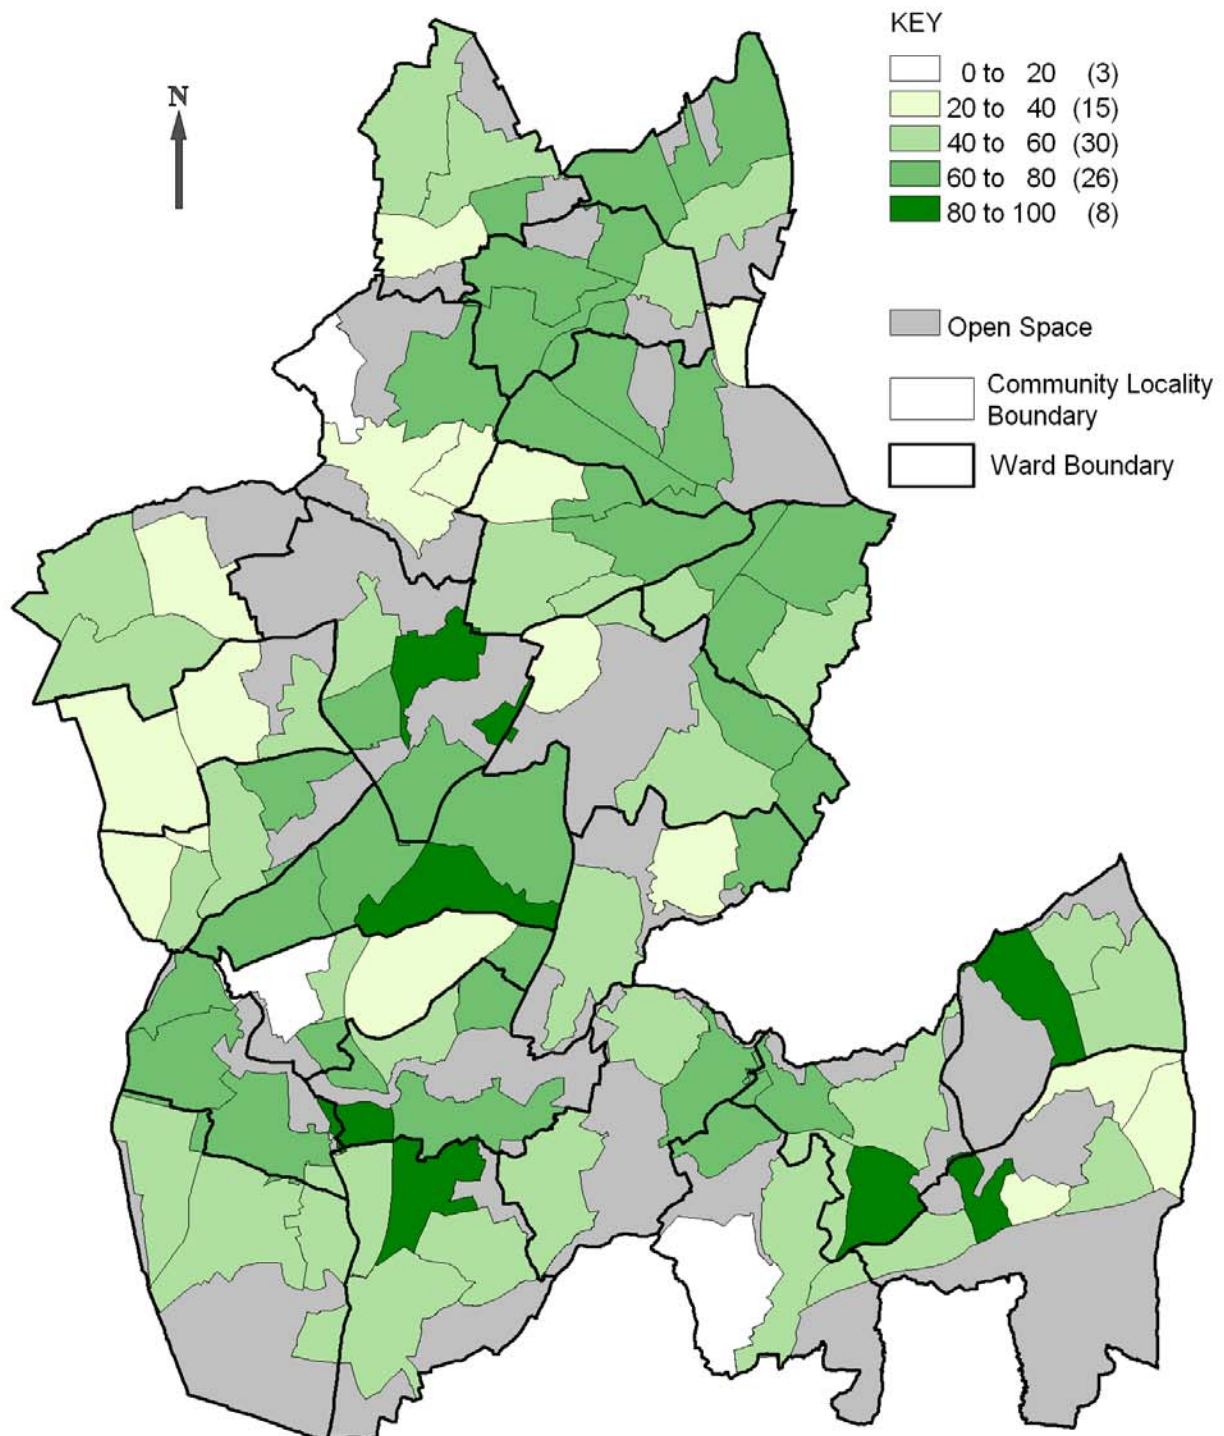 KEY
N
0 to 20 (3)
20 to 40 (15)
40 to 60 (30)
60 to 80 (26)
80 to 100 (8)
Open Space
Community Locality
Boundary
Ward Boundary